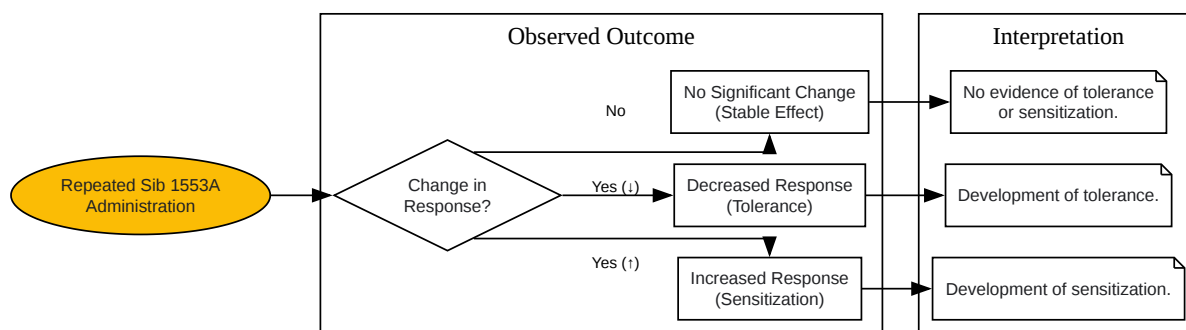 Observed Outcome
Interpretation
Repeated Sib 1553A
Administration
Change in
Response?
No
No Significant Change
(Stable Effect)
No evidence of tolerance
or sensitization.
Yes (↓)
Decreased Response
(Tolerance)
Development of tolerance.
Yes (↑)
Increased Response
(Sensitization)
Development of sensitization.